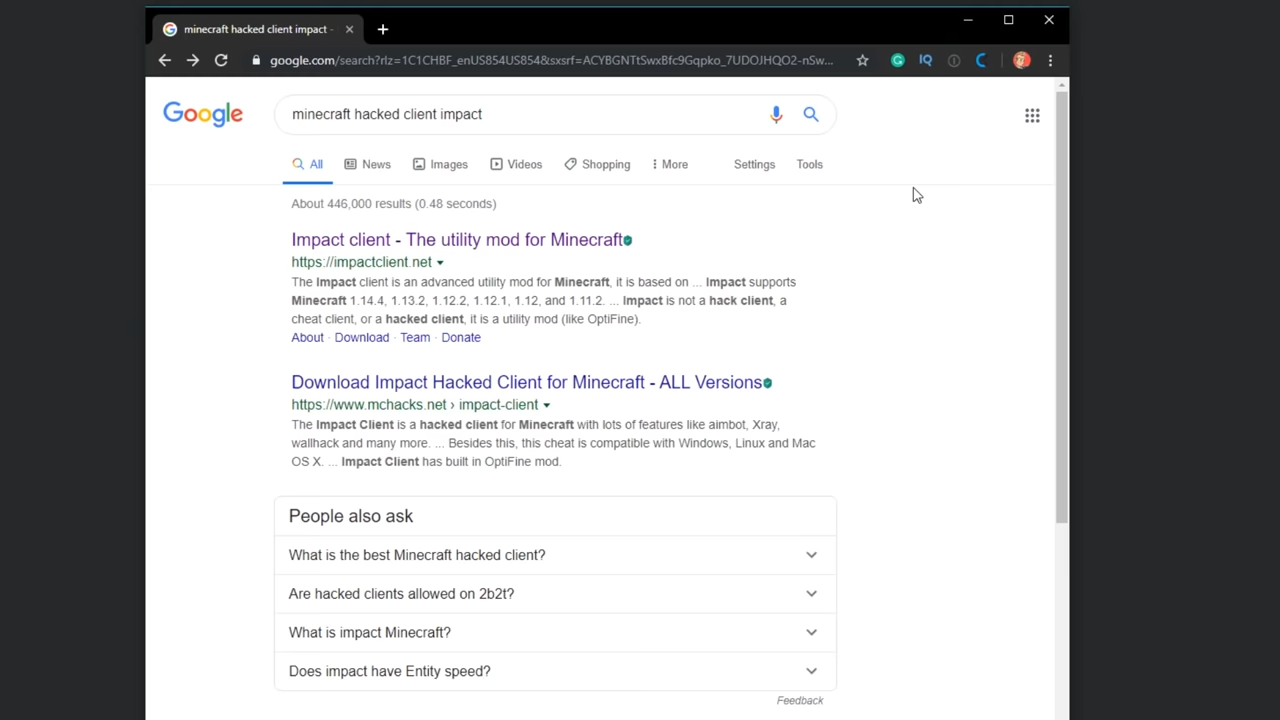 minecraft hacked client impact -
google.com/search?rlz=1C1CHBF_enUS854US854&sxsrf=ACYBGNTtSwxBfc9Gqpko_7UDOJHQO2-nSw...
Google
minecraft hacked client impact
All News Images Videos Shopping More Settings Tools
About 446,000 results (0.48 seconds)
Impact client - The utility mod for Minecraft
https://impactclient.net
The Impact client is an advanced utility mod for Minecraft, it is based on ... Impact supports
Minecraft 1.14.4, 1.13.2, 1.12.2, 1.12.1, 1.12, and 1.11.2. ... Impact is not a hack client, a
cheat client, or a hacked client, it is a utility mod (like OptiFine).
About · Download · Team · Donate
Download Impact Hacked Client for Minecraft - ALL Versions
https://www.mchacks.net › impact-client
The Impact Client is a hacked client for Minecraft with lots of features like aimbot, Xray,
wallhack and many more. ... Besides this, this cheat is compatible with Windows, Linux and Mac
OS X. ... Impact Client has built in OptiFine mod.
People also ask
What is the best Minecraft hacked client?
Are hacked clients allowed on 2b2t?
What is impact Minecraft?
Does impact have Entity speed?
Feedback